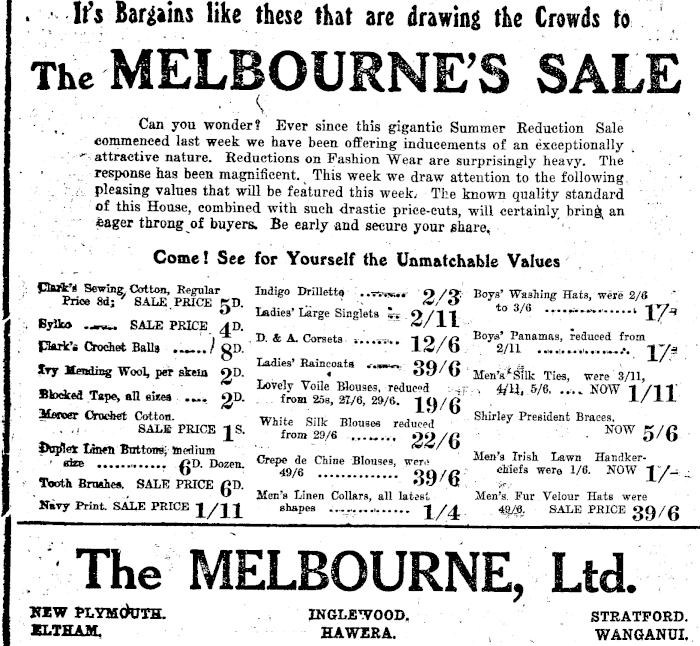 It's Bargains like these that are drawing the Crowds to
The MELBOURNE'S SALE
Can you wonder? Ever since this gigantic Summer Reduction Sale
commenced last week we have been offering inducements of an exceptionally
attractive nature. Reductions on Fashion Wear are surprisingly heavy. The
response has been magnificent. This week we draw attention to the following
pleasing values that will be featured this week. The known quality standard
of this House, combined with such drastic price-cuts, will certainly bring an
eager throng of buyers. Be early and secure your share.
Come! See for Yourself the Unmatchable Values
Clark's Sewing Cotton, Regular
Price 8d; SALE PRICE 5D.
Sylko ...... SALE PRICE 4D.
Clark's Crochet Balls ...... 8D.
Ivy Mending Wool, per skein 2D.
Blocked Tape, all sizes .... 2D.
Mercer Crochet Cotton.
SALE PRICE 1S.
Duplex Linen Buttons, medium
size ............ 6D. Dozen.
Tooth Brushes. SALE PRICE 6D.
Navy Print. SALE PRICE 1/11
Indigo Drillette ........ 2/3
Ladies' Large Singlets .. 2/11
D. & A. Corsets ........ 12/6
Ladies' Raincoats ...... 39/6
Lovely Voile Blouses, reduced
from 25s, 27/6, 29/6. 19/6
White Silk Blouses reduced
from 29/6 ........ 22/6
Crepe de Chine Blouses, were
49/6 ............ 39/6
Men's Linen Collars, all latest
shapes .............. 1/4
Boys' Washing Hats, were 2/6
to 3/6 ................ 1/-
Boys' Panamas, reduced from
2/11 ................ 1/-
Men's Silk Ties, were 3/11,
4/11, 5/6. .... NOW 1/11
Shirley President Braces,
NOW 5/6
Men's Irish Lawn Handker-
chiefs were 1/6. NOW 1/-
Men's Fur Velour Hats were
49/6. SALE PRICE 39/6
The MELBOURNE, Ltd.
NEW PLYMOUTH. INGLEWOOD. STRATFORD.
ELTHAM. HAWERA. WANGANUI.